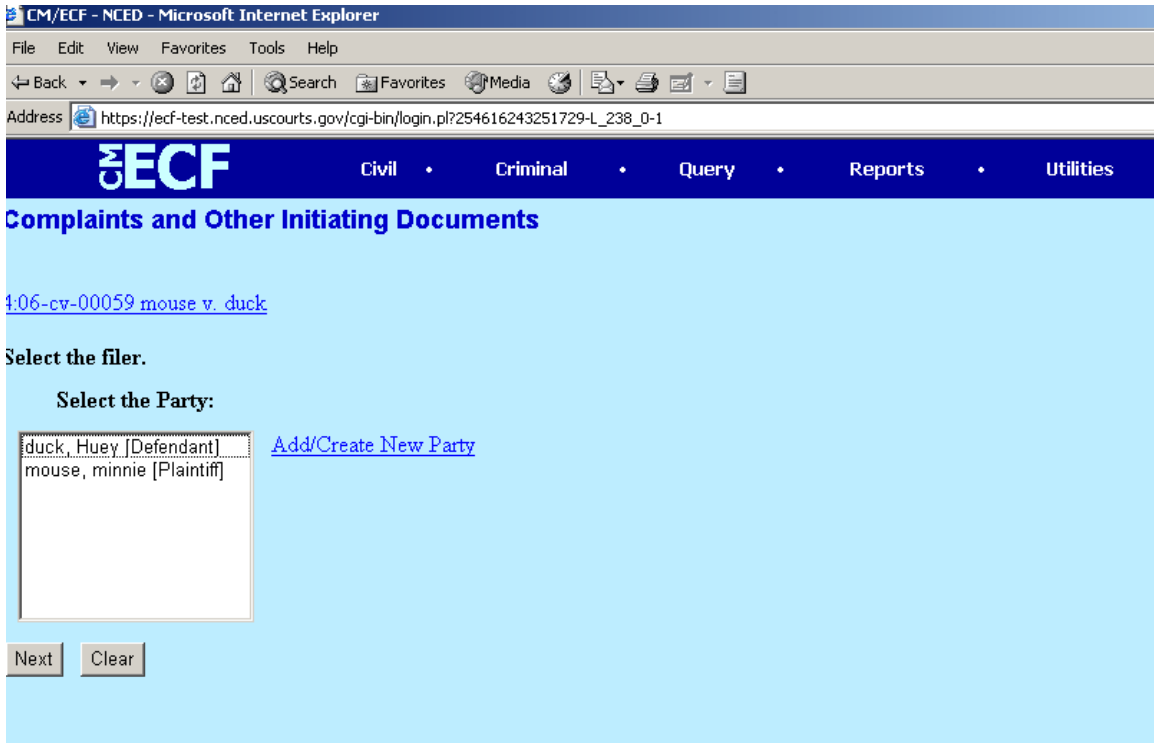 CM/ECF - NCED - Microsoft Internet Explorer
File Edit View Favorites Tools Help
Back Search Favorites Media
Address https://ecf-test.nced.uscourts.gov/cgi-bin/login.pl?254616243251729-L_238_0-1
CM ECF Civil • Criminal • Query • Reports • Utilities
Complaints and Other Initiating Documents
4:06-cv-00059 mouse v. duck
Select the filer.
Select the Party:
duck, Huey [Defendant] Add/Create New Party
mouse, minnie [Plaintiff]
Next Clear